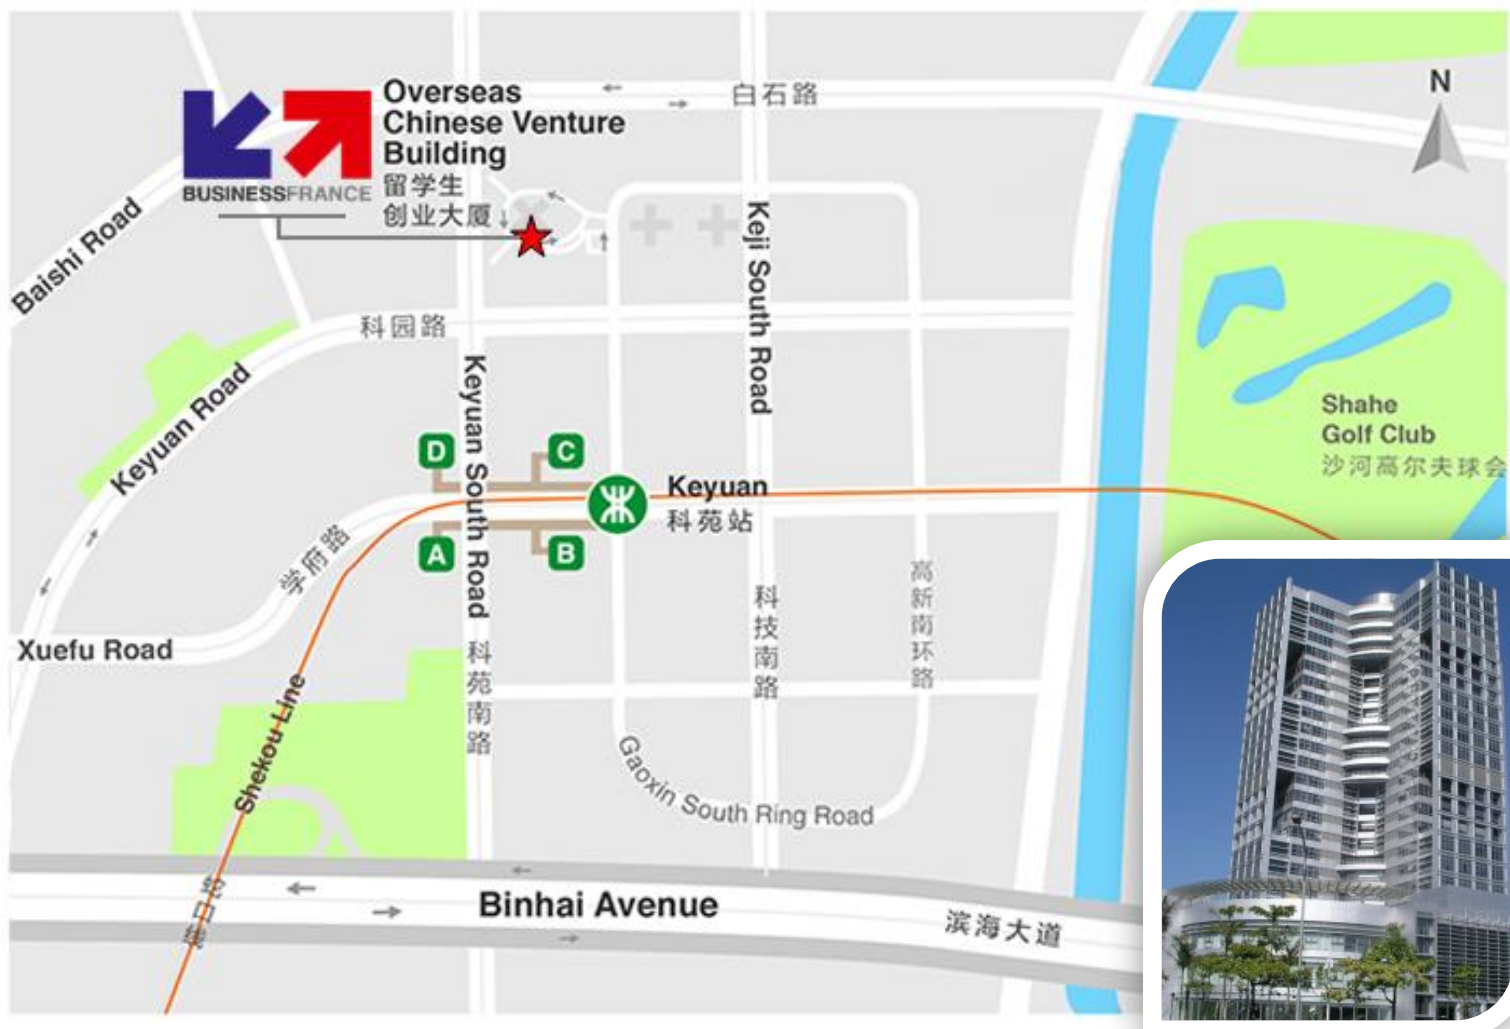 Overseas
Chinese Venture
Building
留学生
创业大厦
BUSINESSFRANCE
白石路
N
Baishi Road
Keji South Road
科园路
Keyuan Road
Keyuan South Road
Shahe
Golf Club
沙河高尔夫球会
D
C
Keyuan
科苑站
A
B
学府路
Xuefu Road
科苑南路
科技南路
高新南环路
Shekou Line
Gaoxin South Ring Road
Binhai Avenue
滨海大道
蛇口线